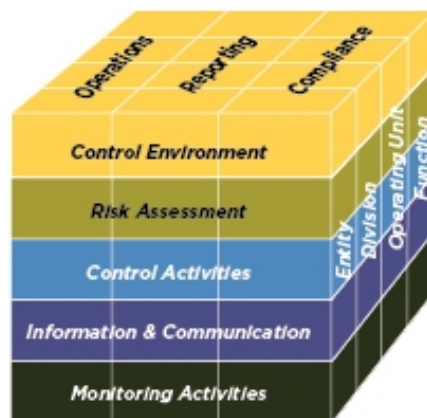 Operations
Reporting
Compliance
Control Environment
Risk Assessment
Control Activities
Information & Communication
Monitoring Activities
Entity
Division
Operating Unit
Function